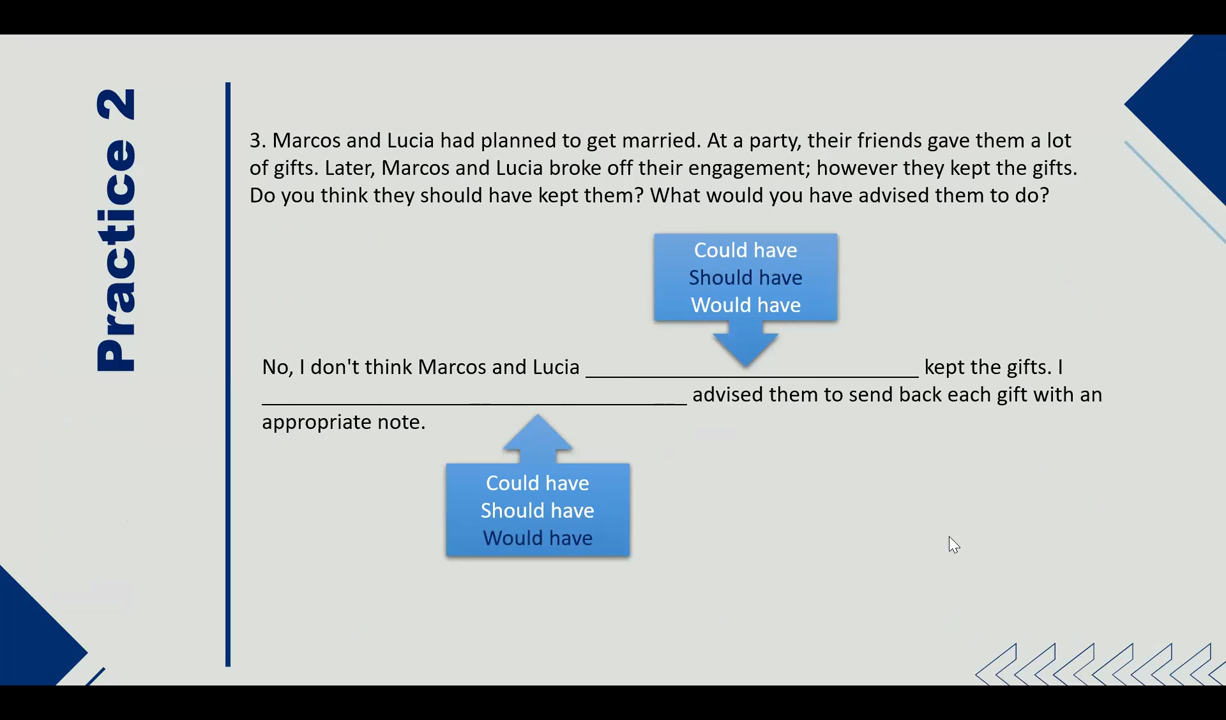 Practice 2
3. Marcos and Lucia had planned to get married. At a party, their friends gave them a lot
of gifts. Later, Marcos and Lucia broke off their engagement; however they kept the gifts.
Do you think they should have kept them? What would you have advised them to do?
Could have
Should have
Would have
No, I don't think Marcos and Lucia ______________________________ kept the gifts. I
______________________________________ advised them to send back each gift with an
appropriate note.
Could have
Should have
Would have